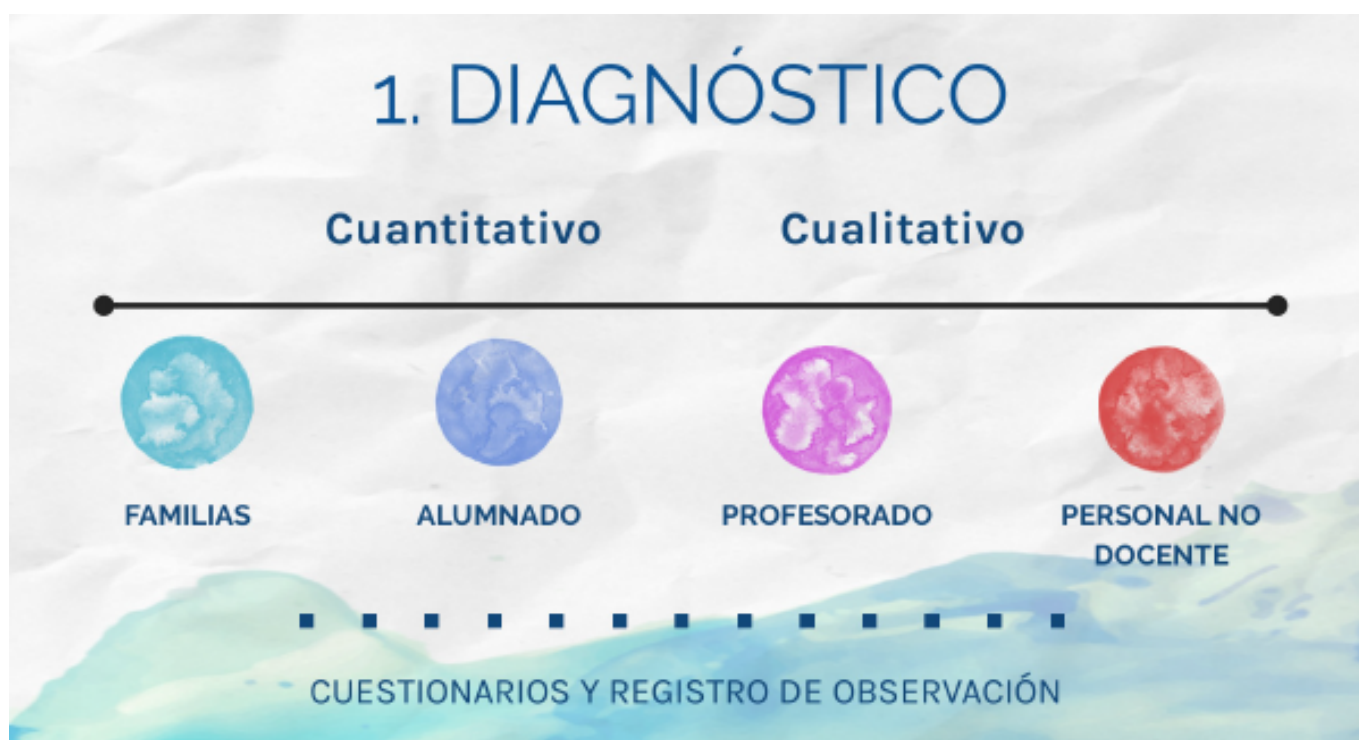 1. DIAGNÓSTICO
Cuantitativo Cualitativo
FAMILIAS ALUMNADO PROFESORADO PERSONAL NO
DOCENTE
CUESTIONARIOS Y REGISTRO DE OBSERVACIÓN